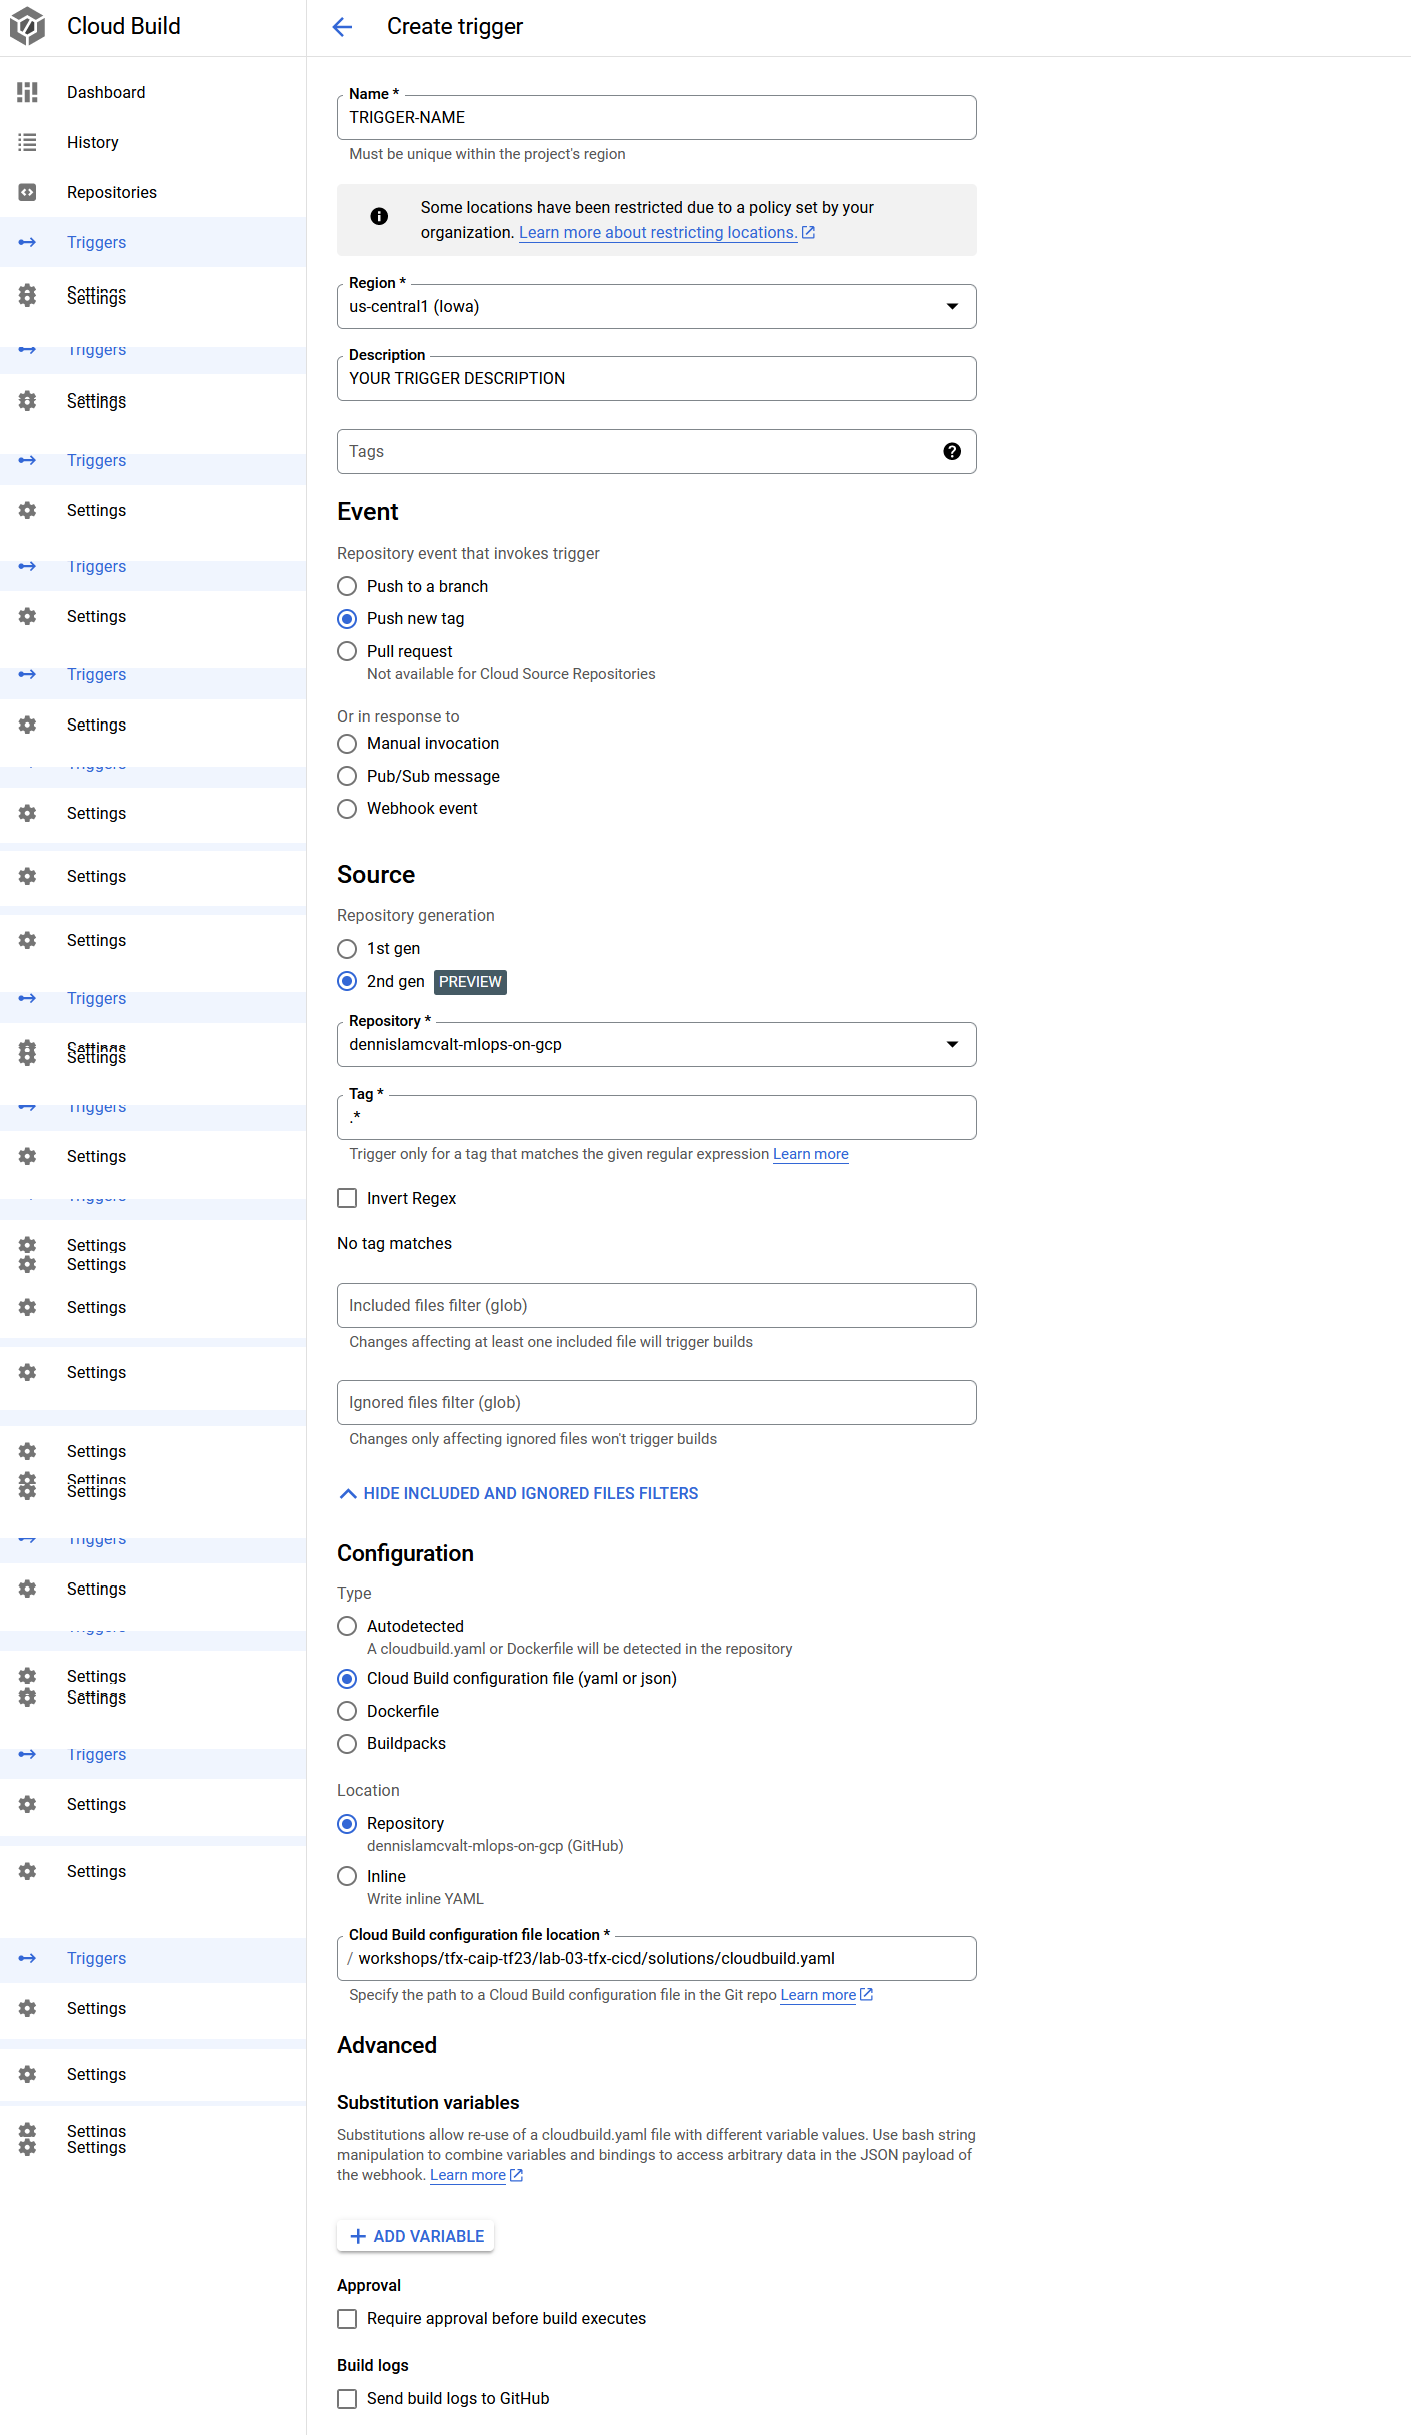 Cloud Build
Create trigger
Dashboard
History
Repositories
Triggers
Settings
Settings
Triggers
Settings
Settings
Triggers
Settings
Triggers
Settings
Triggers
Settings
Triggers
Settings
Settings
Settings
Triggers
Settings
Settings
Triggers
Settings
Triggers
Settings
Settings
Settings
Settings
Settings
Settings
Settings
Triggers
Settings
Triggers
Settings
Settings
Triggers
Settings
Settings
Triggers
Settings
Settings
Settings
Settings
Name *
TRIGGER-NAME
Must be unique within the project's region
Some locations have been restricted due to a policy set by your
organization. Learn more about restricting locations.
Region *
us-central1 (Iowa)
Description
YOUR TRIGGER DESCRIPTION
Tags
Event
Repository event that invokes trigger
Push to a branch
Push new tag
Pull request
Not available for Cloud Source Repositories
Or in response to
Manual invocation
Pub/Sub message
Webhook event
Source
Repository generation
1st gen
2nd gen PREVIEW
Repository *
dennislamcvalt-mlops-on-gcp
Tag *
.*
Trigger only for a tag that matches the given regular expression Learn more
Invert Regex
No tag matches
Included files filter (glob)
Changes affecting at least one included file will trigger builds
Ignored files filter (glob)
Changes only affecting ignored files won't trigger builds
HIDE INCLUDED AND IGNORED FILES FILTERS
Configuration
Type
Autodetected
A cloudbuild.yaml or Dockerfile will be detected in the repository
Cloud Build configuration file (yaml or json)
Dockerfile
Buildpacks
Location
Repository
dennislamcvalt-mlops-on-gcp (GitHub)
Inline
Write inline YAML
Cloud Build configuration file location *
/ workshops/tfx-caip-tf23/lab-03-tfx-cicd/solutions/cloudbuild.yaml
Specify the path to a Cloud Build configuration file in the Git repo Learn more
Advanced
Substitution variables
Substitutions allow re-use of a cloudbuild.yaml file with different variable values. Use bash string
manipulation to combine variables and bindings to access arbitrary data in the JSON payload of
the webhook. Learn more
ADD VARIABLE
Approval
Require approval before build executes
Build logs
Send build logs to GitHub